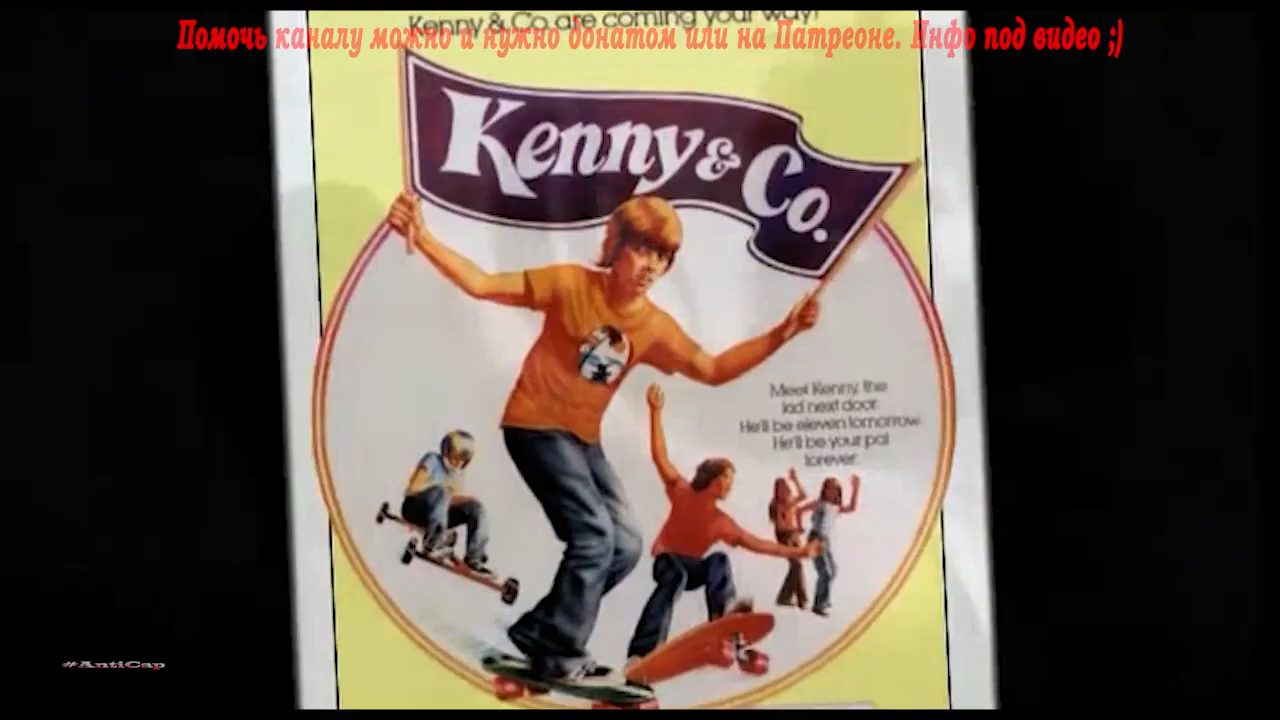 Kenny & Co. are coming your way!
Помочь каналу можно и нужно донатом или на Патреоне. Инфо под видео ;)
Kenny & Co.
Meet Kenny, the
kid next door.
He'll be eleven tomorrow.
He'll be your pal
forever.
#AntiCap